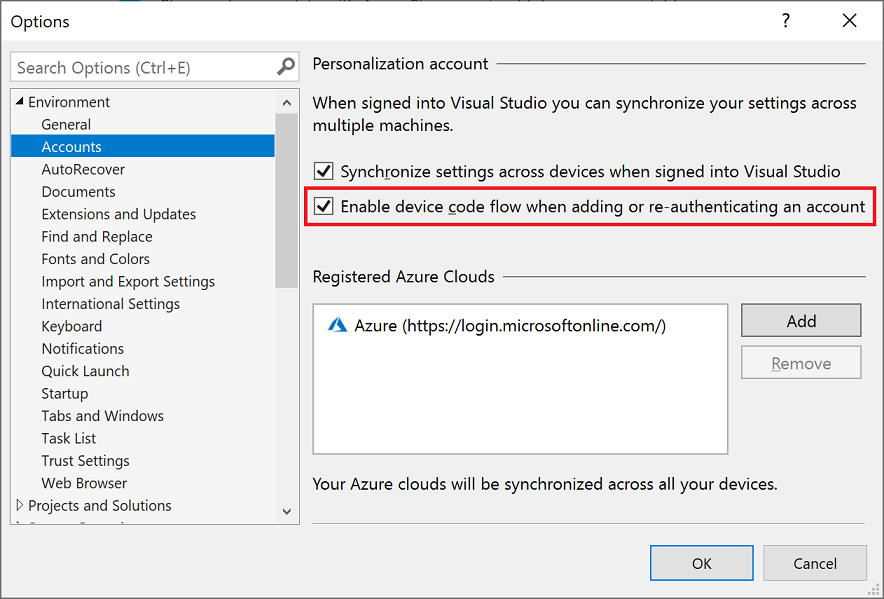 Options
?
Search Options (Ctrl+E)
Environment
General
Accounts
AutoRecover
Documents
Extensions and Updates
Find and Replace
Fonts and Colors
Import and Export Settings
International Settings
Keyboard
Notifications
Quick Launch
Startup
Tabs and Windows
Task List
Trust Settings
Web Browser
Projects and Solutions
Personalization account
When signed into Visual Studio you can synchronize your settings across
multiple machines.
Synchronize settings across devices when signed into Visual Studio
Enable device code flow when adding or re-authenticating an account
Registered Azure Clouds
Azure (https://login.microsoftonline.com/)
Add
Remove
Your Azure clouds will be synchronized across all your devices.
OK
Cancel